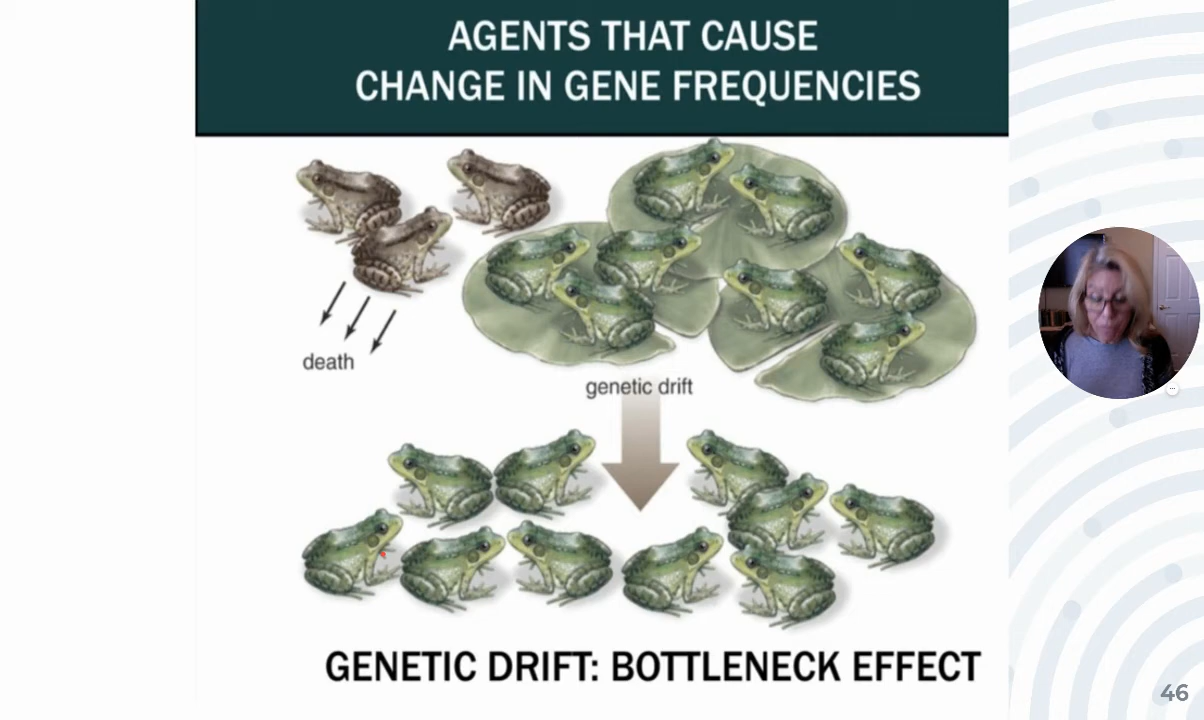 AGENTS THAT CAUSE
CHANGE IN GENE FREQUENCIES
death
genetic drift
GENETIC DRIFT: BOTTLENECK EFFECT
46